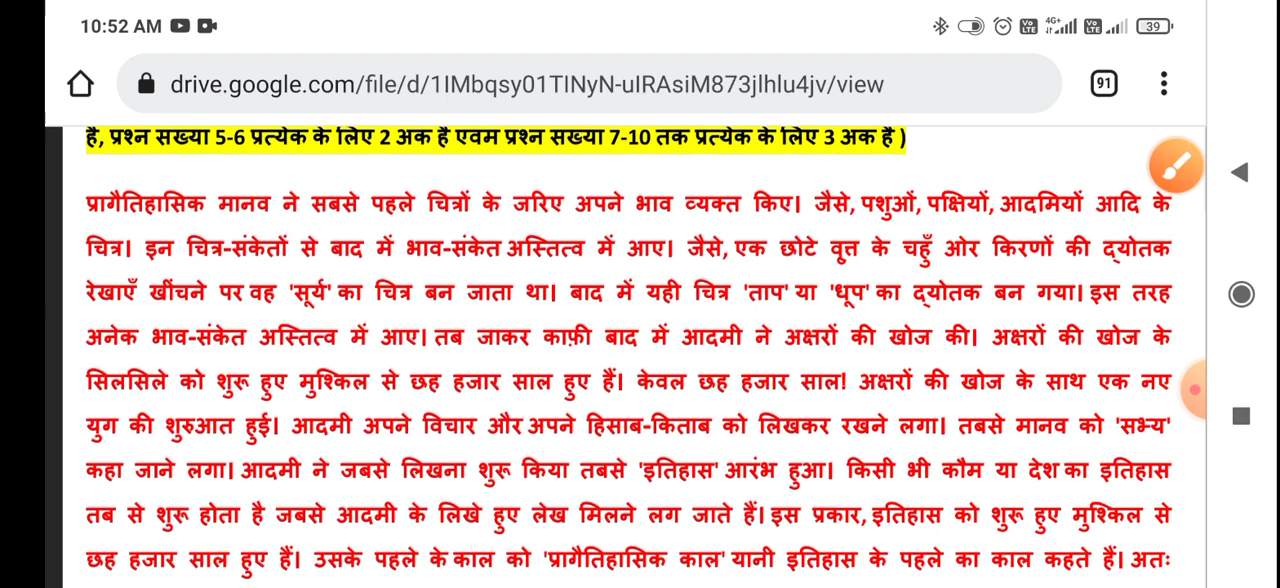 10:52 AM
4G+
39
drive.google.com/file/d/1IMbqsy01TINyN-uIRAsiM873jlhlu4jv/view
91
है, प्रश्न सख्या 5-6 प्रत्येक के लिए 2 अक है एवम प्रश्न सख्या 7-10 तक प्रत्येक के लिए 3 अक है )
प्रागैतिहासिक मानव ने सबसे पहले चित्रों के जरिए अपने भाव व्यक्त किए। जैसे, पशुओं, पक्षियों, आदमियों आदि के
चित्र। इन चित्र-संकेतों से बाद में भाव-संकेत अस्तित्व में आए। जैसे, एक छोटे वृत्त के चहुँ ओर किरणों की द्योतक
रेखाएँ खींचने पर वह 'सूर्य' का चित्र बन जाता था। बाद में यही चित्र 'ताप' या 'धूप' का द्योतक बन गया। इस तरह
अनेक भाव-संकेत अस्तित्व में आए। तब जाकर काफ़ी बाद में आदमी ने अक्षरों की खोज की। अक्षरों की खोज के
सिलसिले को शुरू हुए मुश्किल से छह हजार साल हुए हैं। केवल छह हजार साल! अक्षरों की खोज के साथ एक नए
युग की शुरुआत हुई। आदमी अपने विचार और अपने हिसाब-किताब को लिखकर रखने लगा। तबसे मानव को 'सभ्य'
कहा जाने लगा। आदमी ने जबसे लिखना शुरू किया तबसे 'इतिहास' आरंभ हुआ। किसी भी कौम या देश का इतिहास
तब से शुरू होता है जबसे आदमी के लिखे हुए लेख मिलने लग जाते हैं। इस प्रकार, इतिहास को शुरू हुए मुश्किल से
छह हजार साल हुए हैं। उसके पहले के काल को 'प्रागैतिहासिक काल' यानी इतिहास के पहले का काल कहते हैं। अतः